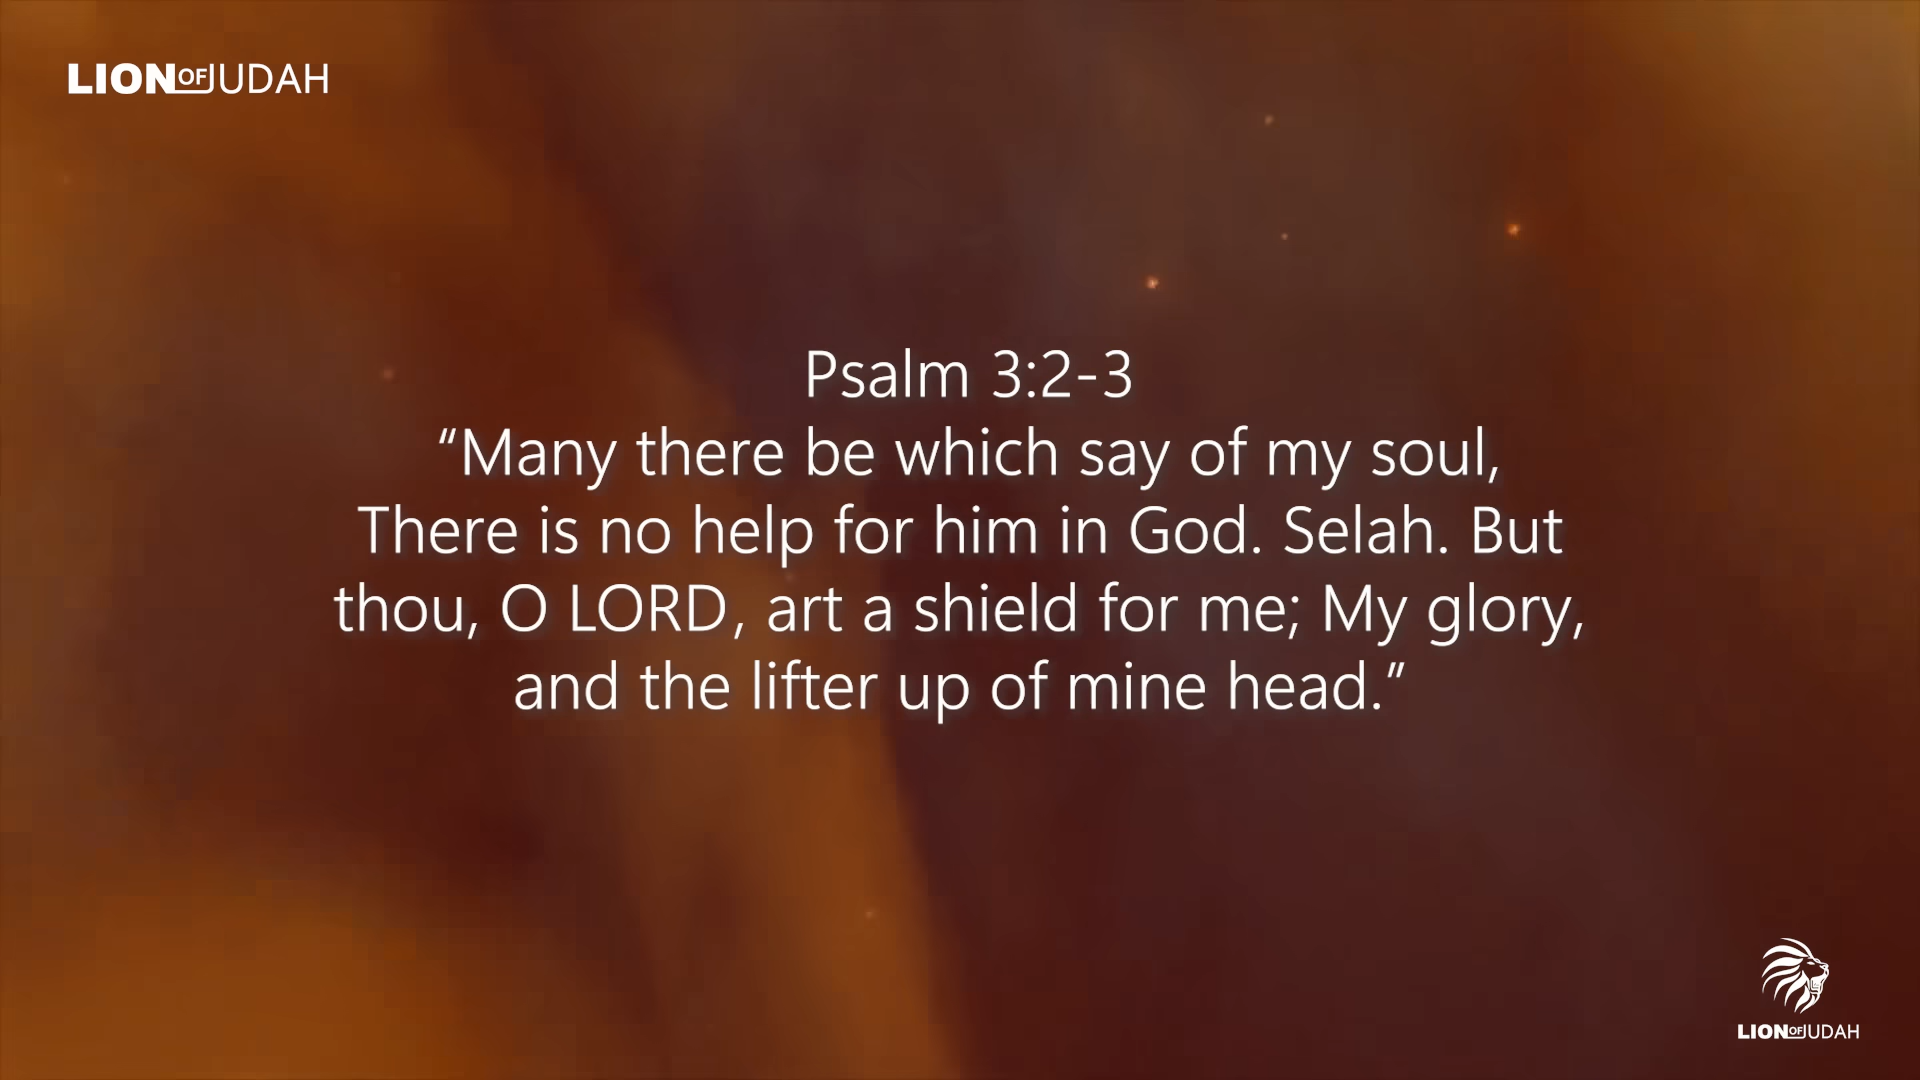 LIONOFJUDAH
Psalm 3:2-3
“Many there be which say of my soul,
There is no help for him in God. Selah. But
thou, O LORD, art a shield for me; My glory,
and the lifter up of mine head.”
LIONOFJUDAH